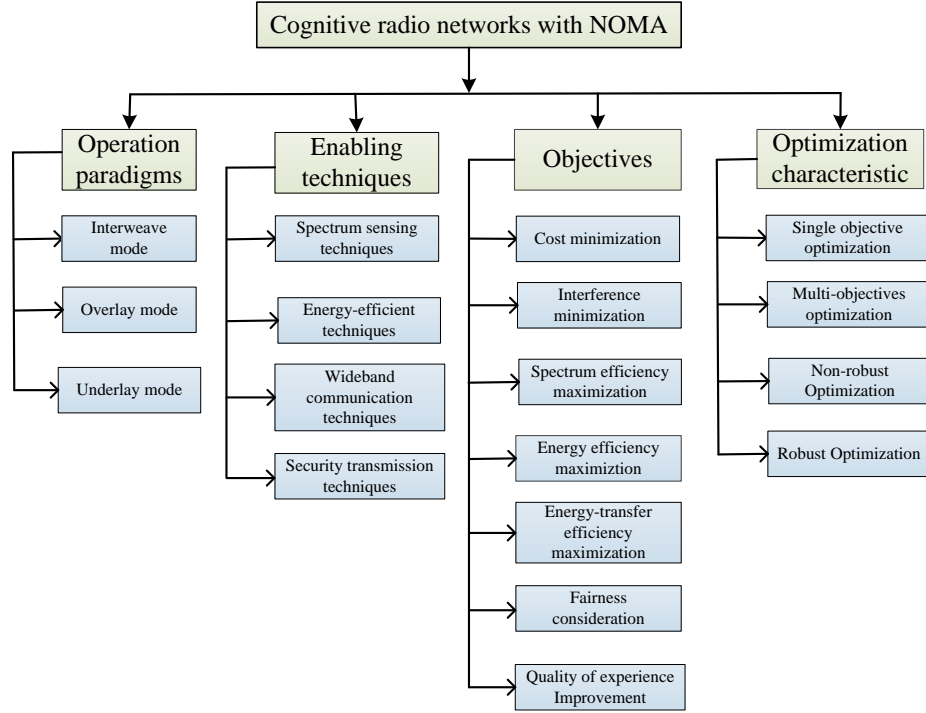 Cognitive radio networks with NOMA
Operation
paradigms
Interweave
mode
Overlay mode
Underlay mode
Enabling
techniques
Spectrum sensing
techniques
Energy-efficient
techniques
Wideband
communication
techniques
Security transmission
techniques
Objectives
Cost minimization
Interference
minimization
Spectrum efficiency
maximization
Energy efficiency
maximiztion
Energy-transfer
efficiency
maximization
Fairness
consideration
Quality of experience
Improvement
Optimization
characteristic
Single objective
optimization
Multi-objectives
optimization
Non-robust
Optimization
Robust Optimization